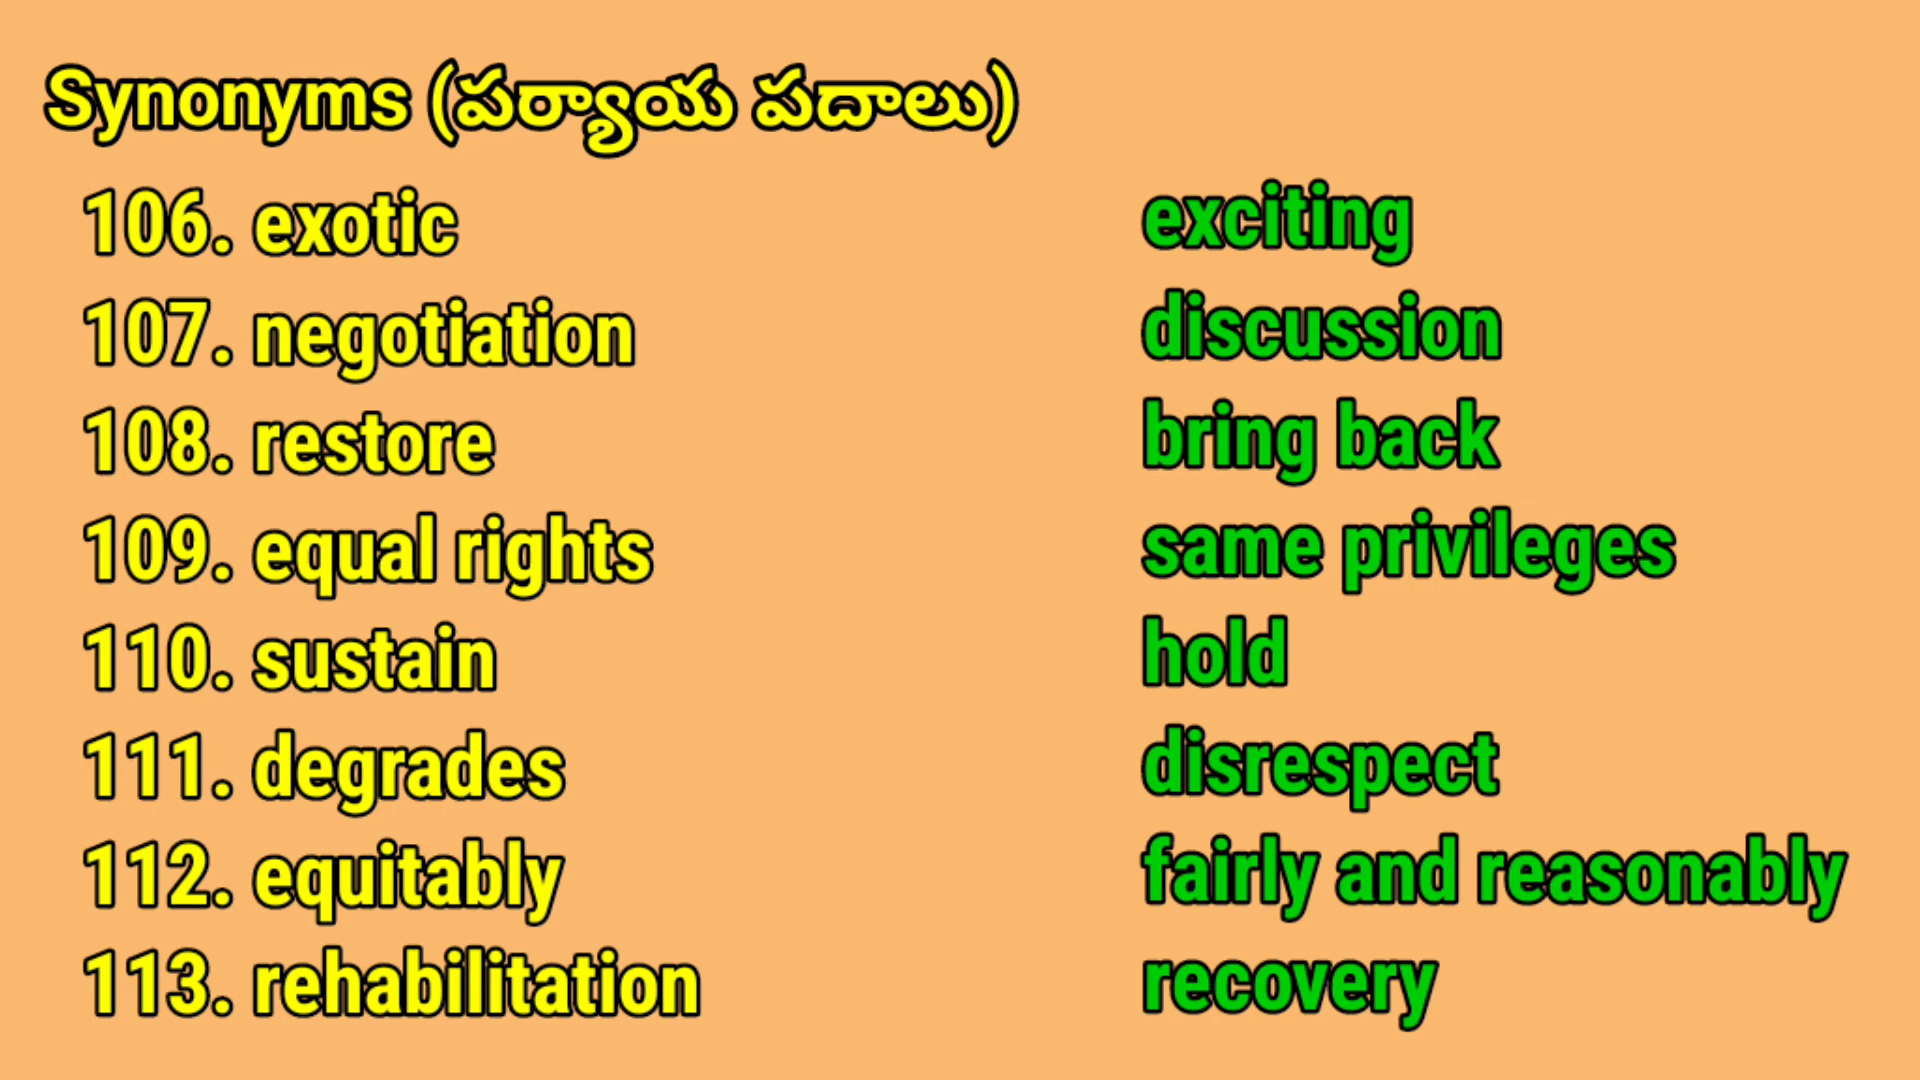 Synonyms (పర్యాయ పదాలు)
106. exotic exciting
107. negotiation discussion
108. restore bring back
109. equal rights same privileges
110. sustain hold
111. degrades disrespect
112. equitably fairly and reasonably
113. rehabilitation recovery